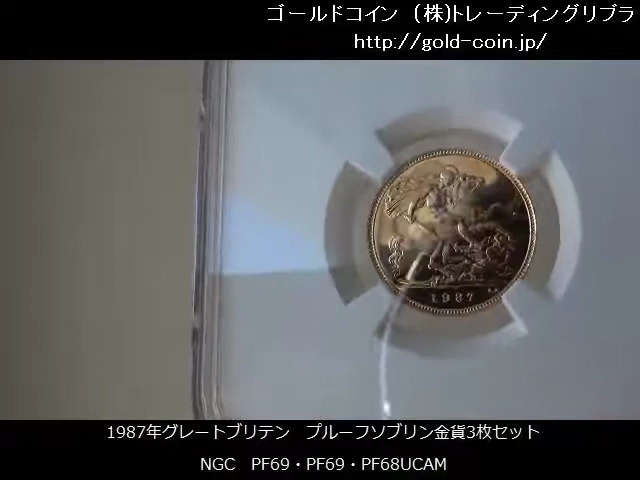 ゴールドコイン （株）トレーディングリブラ
http://gold-coin.jp/
1987
1987年グレートブリテン　プルーフソブリン金貨3枚セット
NGC　PF69・PF69・PF68UCAM